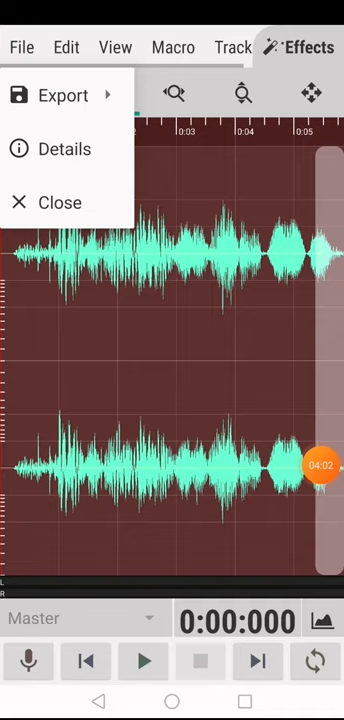 File Edit View Macro Track Effects
Export
Details
Close
0:03 0:04 0:05
04:02
L
R
Master 0:00:000